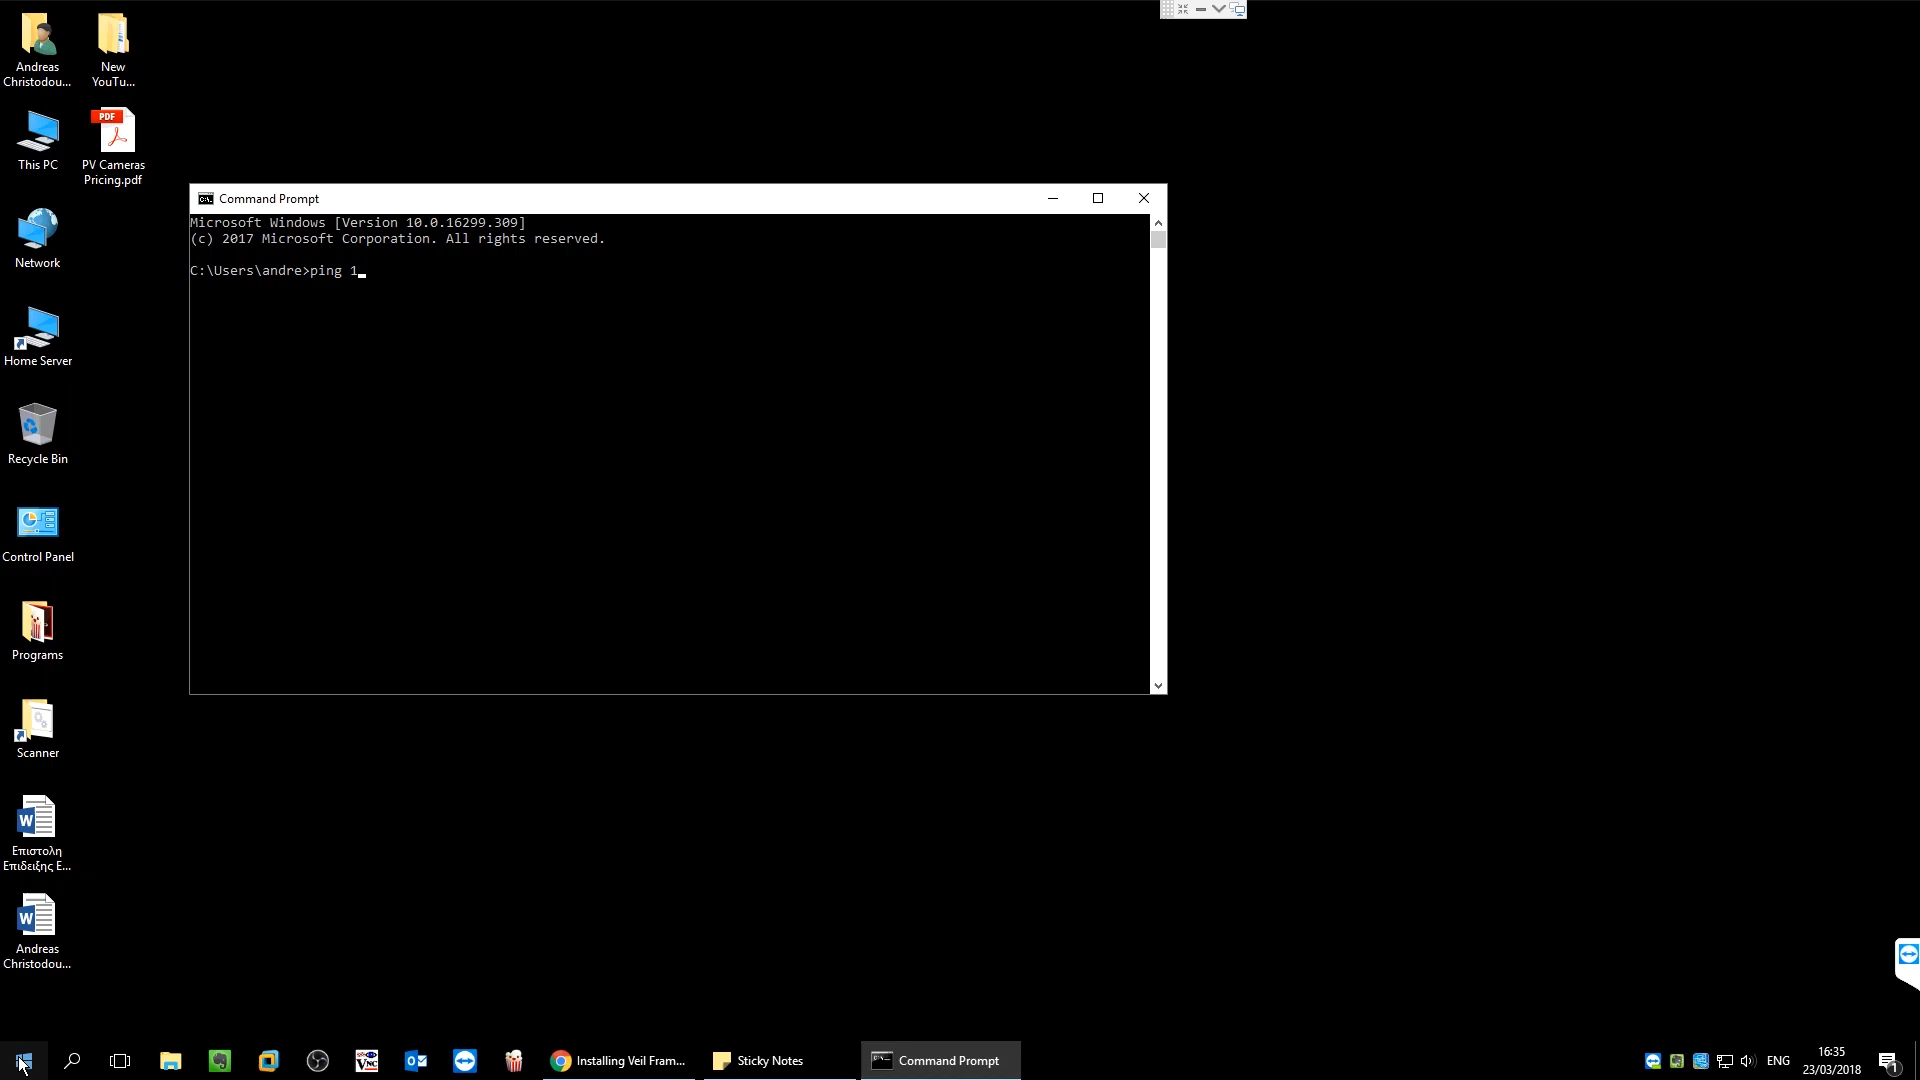 Andreas
Christodou...
New
YouTu...
This PC
PDF
PV Cameras
Pricing.pdf
Network
Home Server
Recycle Bin
Control Panel
Programs
Scanner
Επιστολη
Επιδειξης Ε...
Andreas
Christodou...
Command Prompt
Microsoft Windows [Version 10.0.16299.309]
(c) 2017 Microsoft Corporation. All rights reserved.
C:\Users\andre>ping 1_
Installing Veil Fram...
Sticky Notes
Command Prompt
ENG
16:35
23/03/2018
1